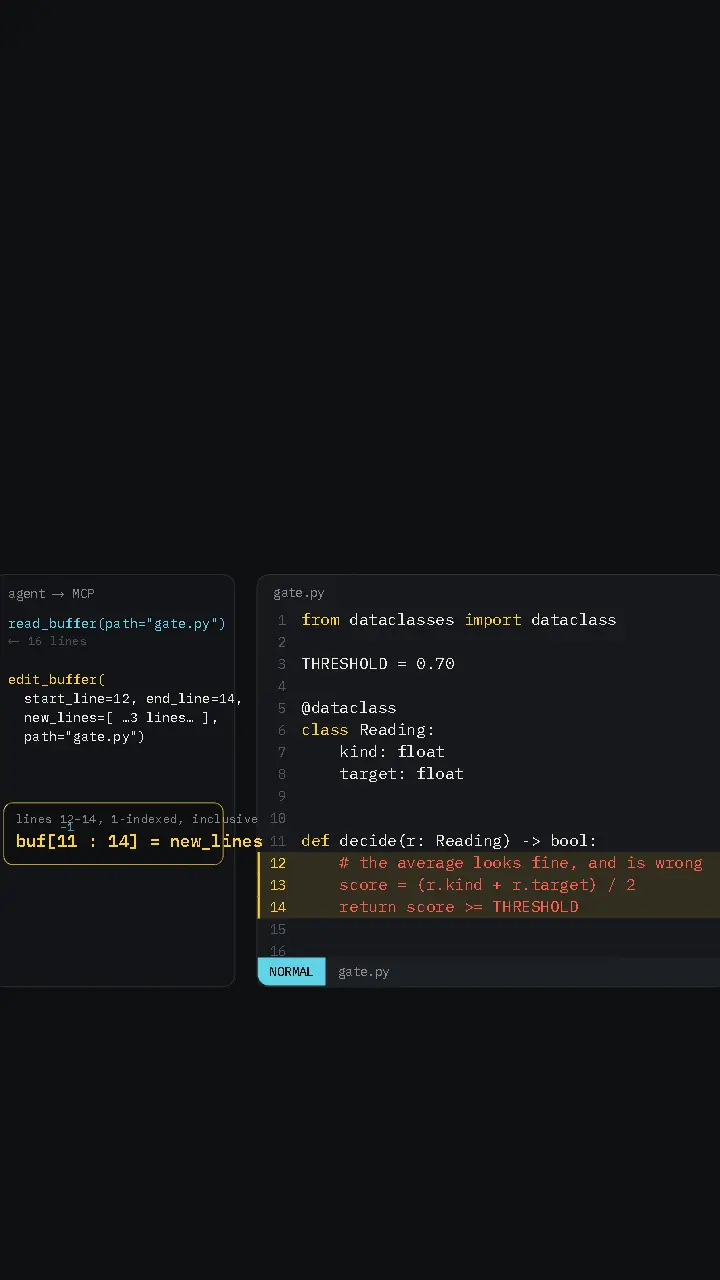 agent → MCP
read_buffer(path="gate.py")
← 16 lines
edit_buffer(
start_line=12, end_line=14,
new_lines=[ …3 lines… ],
path="gate.py")
lines 12–14, 1-indexed, inclusive
-1
buf[11 : 14] = new_lines
gate.py
1 from dataclasses import dataclass
2
3 THRESHOLD = 0.70
4
5 @dataclass
6 class Reading:
7 kind: float
8 target: float
9
10
11 def decide(r: Reading) -> bool:
12 # the average looks fine, and is wrong
13 score = (r.kind + r.target) / 2
14 return score >= THRESHOLD
15
16
NORMAL gate.py